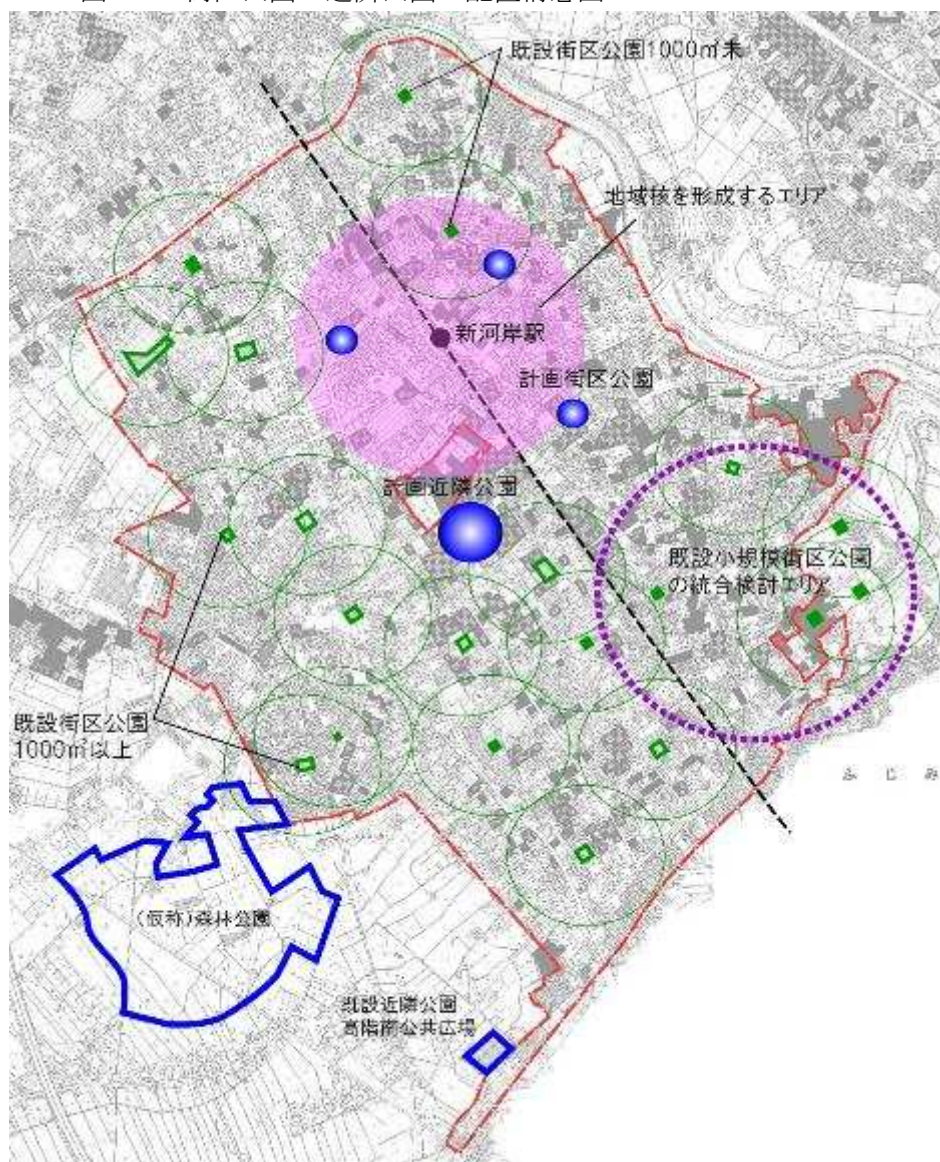 既設街区公園1000㎡未
地域核を形成するエリア
新河岸駅
計画街区公園
計画近隣公園
既設小規模街区公園
の統合検討エリア
既設街区公園
1000㎡以上
ふじみ
(仮称)森林公園
既設近隣公園
高階南公共広場